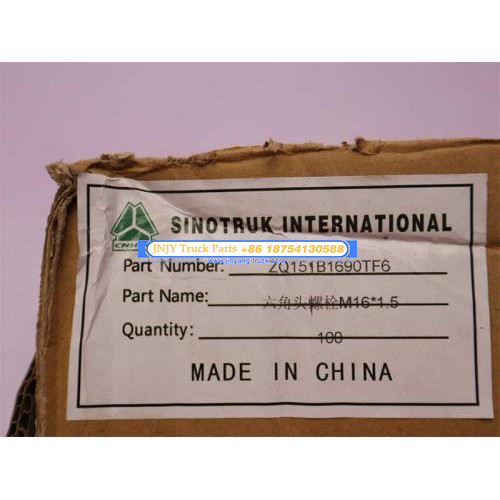 SINOTRUK INTERNATIONAL
JNJY Truck Parts +86 18754130588
Part Number: ZQ151B1690TF6
Part Name: 六角头螺栓M16*1.5
Quantity: 100
MADE IN CHINA